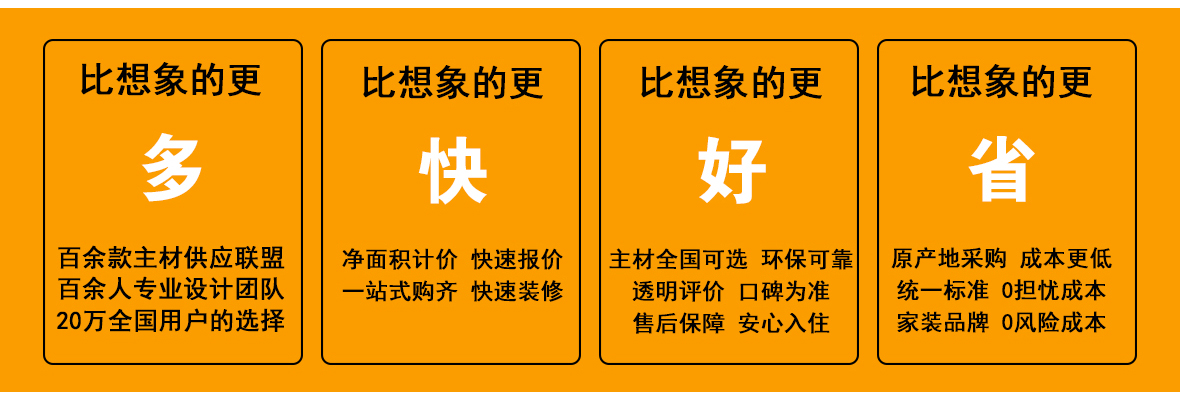 比想象的更
多
百余款主材供应联盟
百余人专业设计团队
20万全国用户的选择
比想象的更
快
净面积计价 快速报价
一站式购齐 快速装修
比想象的更
好
主材全国可选 环保可靠
透明评价 口碑为准
售后保障 安心入住
比想象的更
省
原产地采购 成本更低
统一标准 0担忧成本
家装品牌 0风险成本